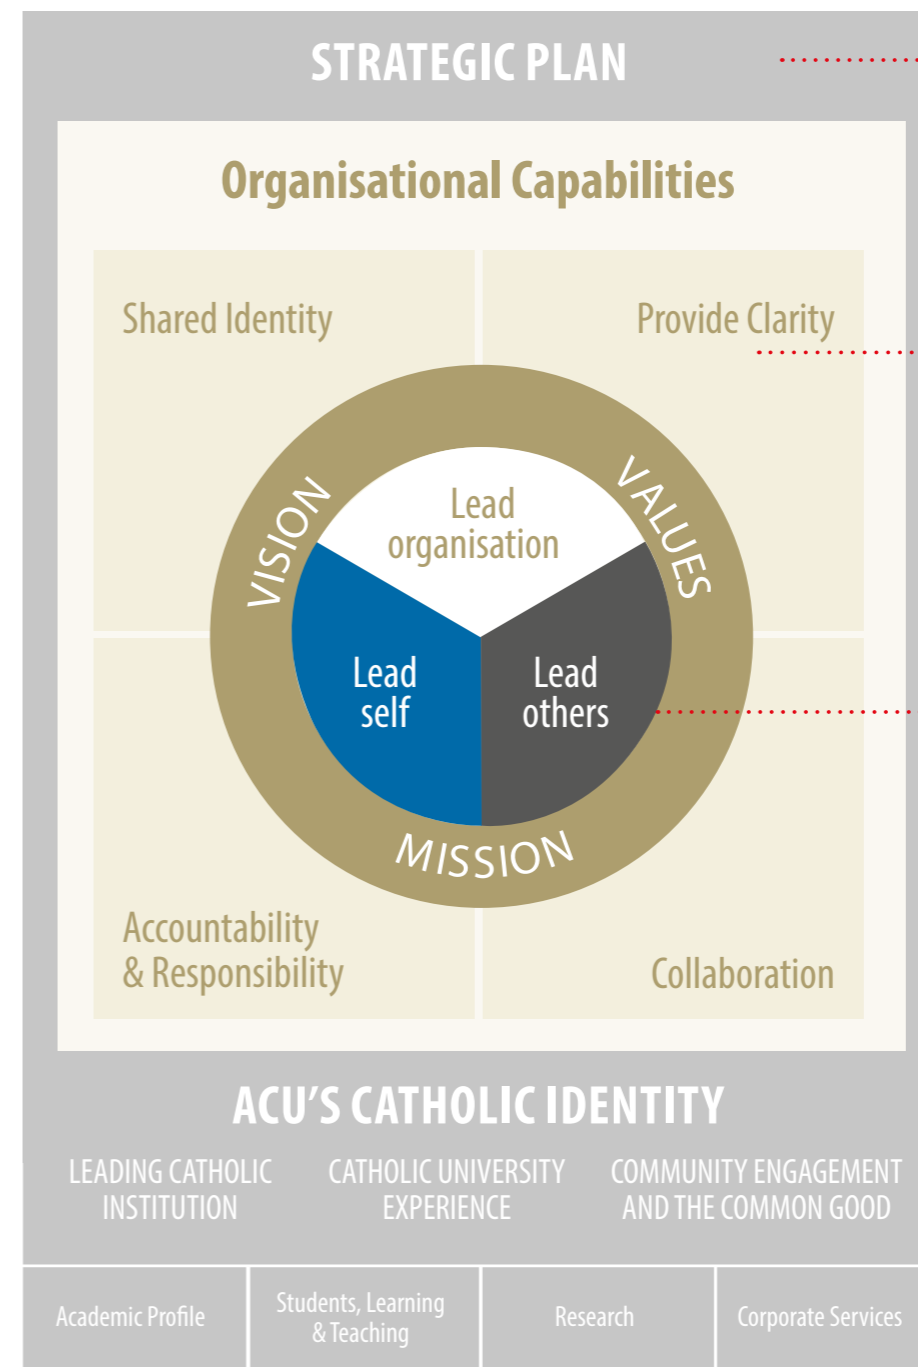 STRATEGIC PLAN
Organisational Capabilities
Shared Identity
Provide Clarity
VISION
VALUES
Lead
organisation
Lead
self
Lead
others
MISSION
Accountability
& Responsibility
Collaboration
ACU’S CATHOLIC IDENTITY
LEADING CATHOLIC
INSTITUTION
CATHOLIC UNIVERSITY
EXPERIENCE
COMMUNITY ENGAGEMENT
AND THE COMMON GOOD
Academic Profile
Students, Learning
& Teaching
Research
Corporate Services